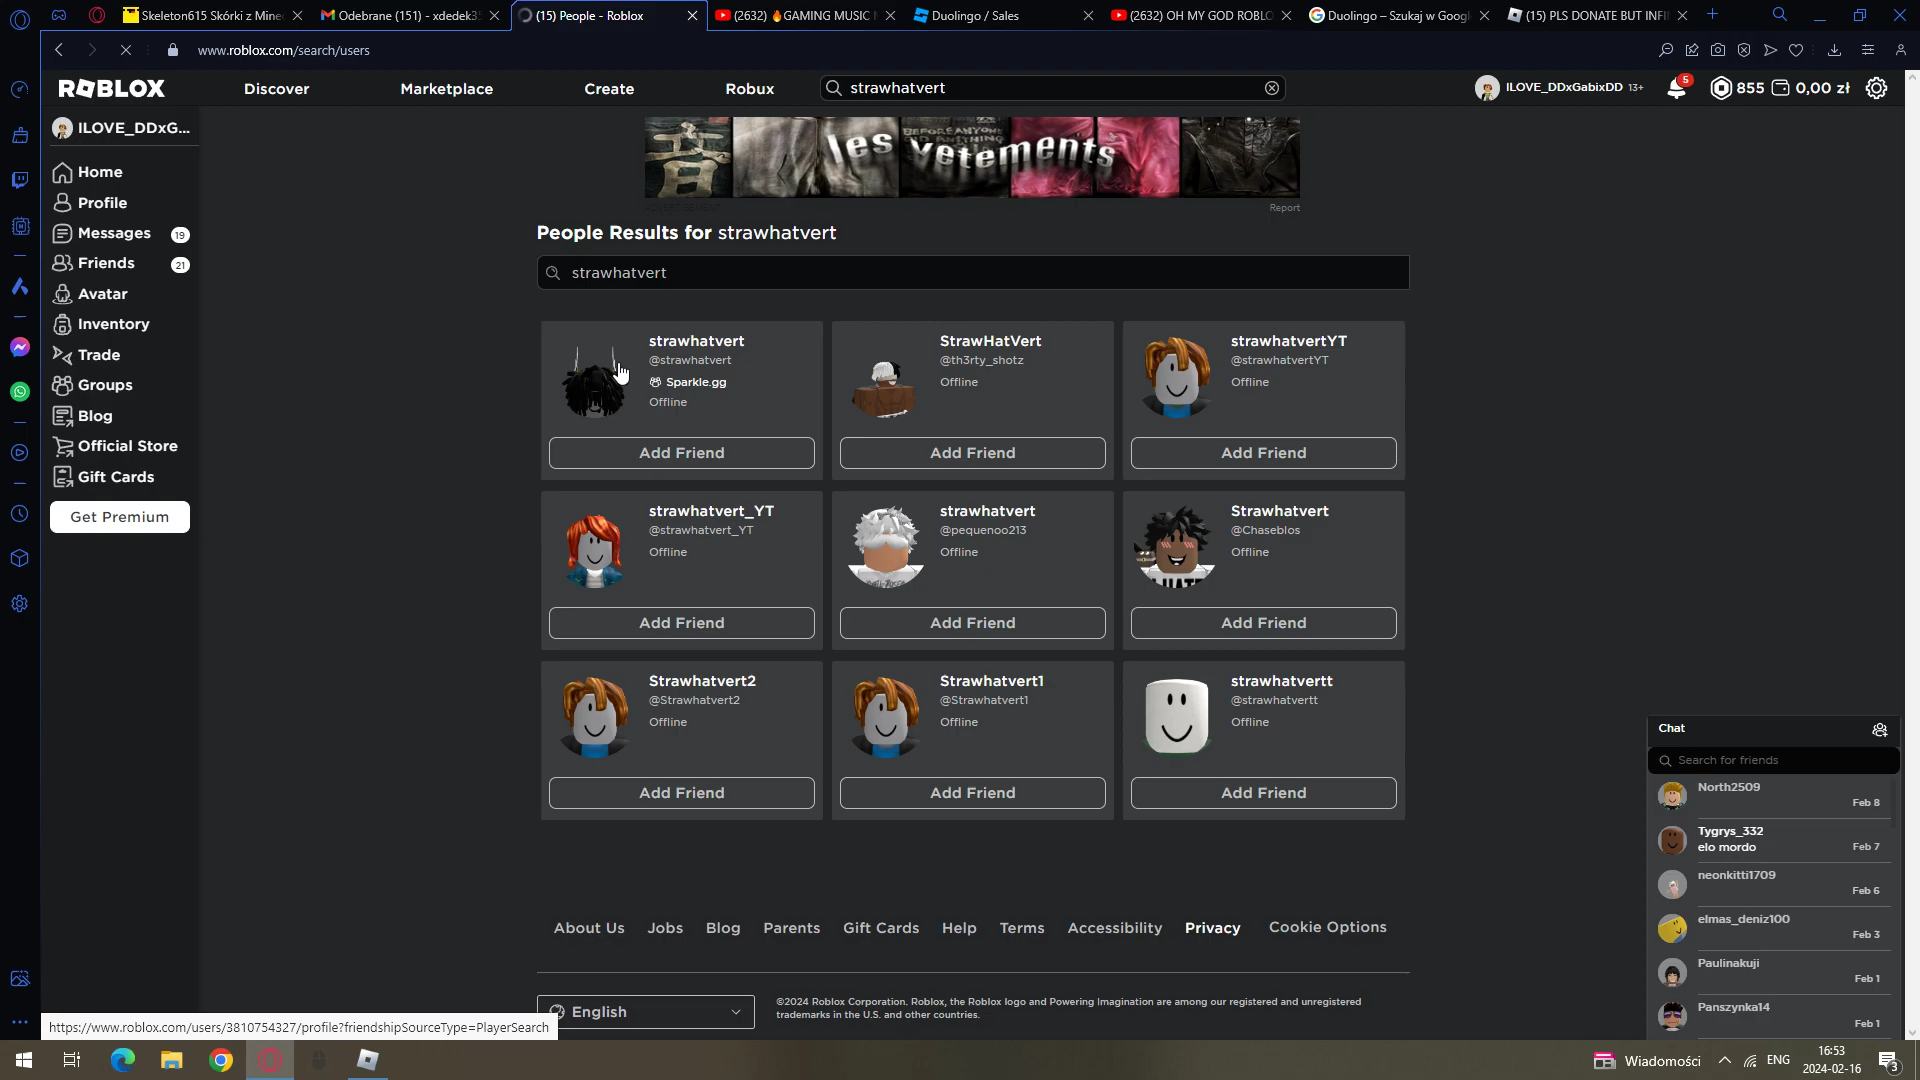 Skeleton615 Skórki z Mine
Odebrane (151) - xdedek3
(15) People - Roblox
(2632) 🔥GAMING MUSIC
Duolingo / Sales
(2632) OH MY GOD ROBLO
Duolingo – Szukaj w Googl
(15) PLS DONATE BUT INFI
www.roblox.com/search/users
ROBLOX
Discover
Marketplace
Create
Robux
strawhatvert
ILOVE_DDxGabixDD 13+
5
855
0,00 zł
ILOVE_DDxG...
Home
Profile
Messages 19
Friends 21
Avatar
Inventory
Trade
Groups
Blog
Official Store
Gift Cards
Get Premium
les vetements
ADVERTISEMENT
Report
People Results for strawhatvert
strawhatvert
strawhatvert
@strawhatvert
Sparkle.gg
Offline
Add Friend
StrawHatVert
@th3rty_shotz
Offline
Add Friend
strawhatvertYT
@strawhatvertYT
Offline
Add Friend
strawhatvert_YT
@strawhatvert_YT
Offline
Add Friend
strawhatvert
@pequenoo213
Offline
Add Friend
Strawhatvert
@Chaseblos
Offline
Add Friend
Strawhatvert2
@Strawhatvert2
Offline
Add Friend
Strawhatvert1
@Strawhatvert1
Offline
Add Friend
strawhatvertt
@strawhatvertt
Offline
Add Friend
Chat
Search for friends
North2509
Feb 8
Tygrys_332
elo mordo
Feb 7
neonkitti1709
Feb 6
elmas_deniz100
Feb 3
Paulinakuji
Feb 1
Panszynka14
Feb 1
About Us
Jobs
Blog
Parents
Gift Cards
Help
Terms
Accessibility
Privacy
Cookie Options
English
©2024 Roblox Corporation. Roblox, the Roblox logo and Powering Imagination are among our registered and unregistered
trademarks in the U.S. and other countries.
https://www.roblox.com/users/3810754327/profile?friendshipSourceType=PlayerSearch
Wiadomości
ENG
16:53
2024-02-16
3